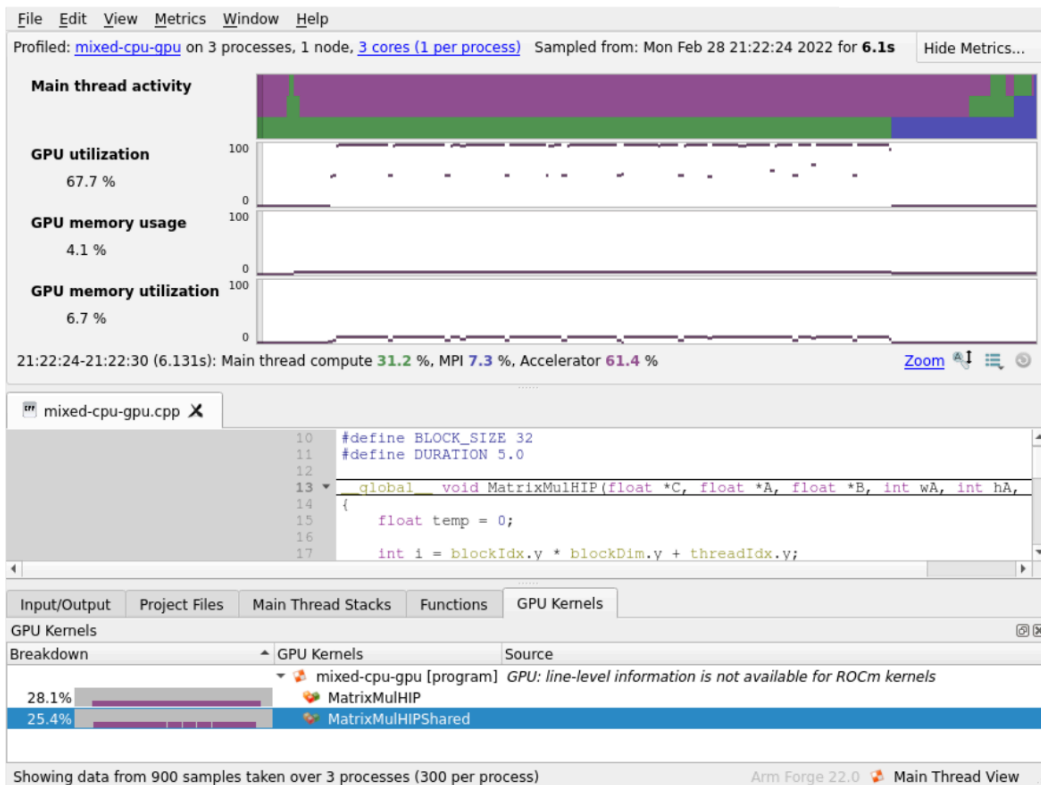 File Edit View Metrics Window Help
Profiled: mixed-cpu-gpu on 3 processes, 1 node, 3 cores (1 per process) Sampled from: Mon Feb 28 21:22:24 2022 for 6.1s Hide Metrics...
Main thread activity
GPU utilization
67.7 %
100
0
GPU memory usage
4.1 %
100
0
GPU memory utilization
6.7 %
100
0
21:22:24-21:22:30 (6.131s): Main thread compute 31.2 %, MPI 7.3 %, Accelerator 61.4 % Zoom
mixed-cpu-gpu.cpp
10 #define BLOCK_SIZE 32
11 #define DURATION 5.0
12
13 __global__ void MatrixMulHIP(float *C, float *A, float *B, int wA, int hA,
14 {
15 float temp = 0;
16
17 int i = blockIdx.y * blockDim.y + threadIdx.y;
Input/Output Project Files Main Thread Stacks Functions GPU Kernels
GPU Kernels
Breakdown GPU Kernels Source
mixed-cpu-gpu [program] GPU: line-level information is not available for ROCm kernels
28.1% MatrixMulHIP
25.4% MatrixMulHIPShared
Showing data from 900 samples taken over 3 processes (300 per process) Arm Forge 22.0 Main Thread View